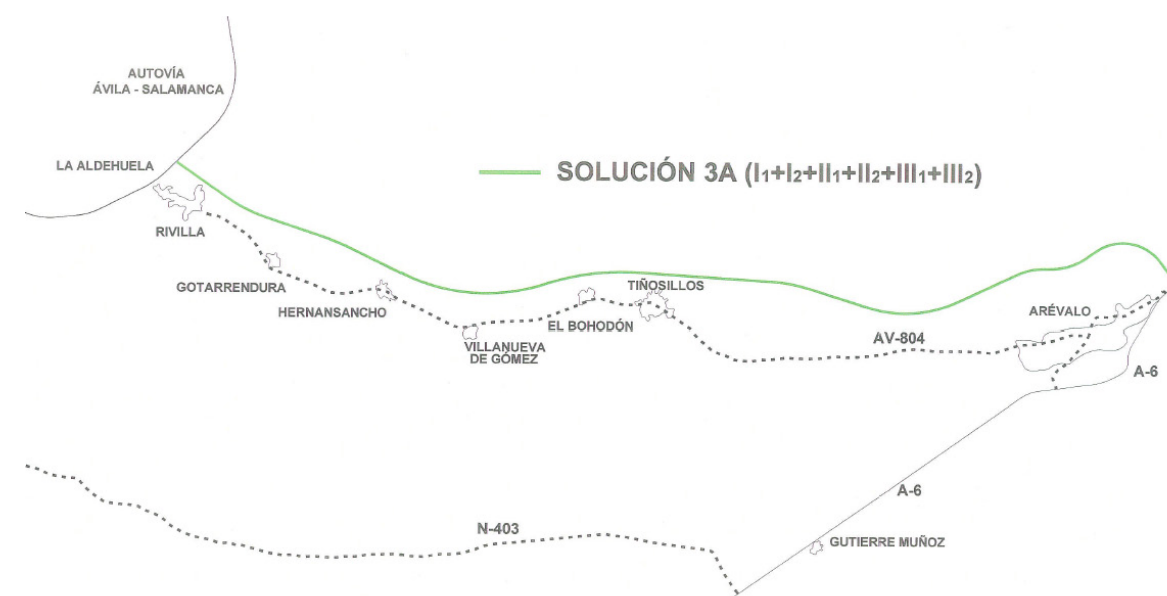 AUTOVÍA
ÁVILA - SALAMANCA
LA ALDEHUELA
SOLUCIÓN 3A (I₁+I₂+II₁+II₂+III₁+III₂)
RIVILLA
GOTARRENDURA
HERNANSANCHO
TIÑOSILLOS
EL BOHODÓN
ARÉVALO
VILLANUEVA
DE GÓMEZ
AV-804
A-6
A-6
N-403
GUTIERRE MUÑOZ